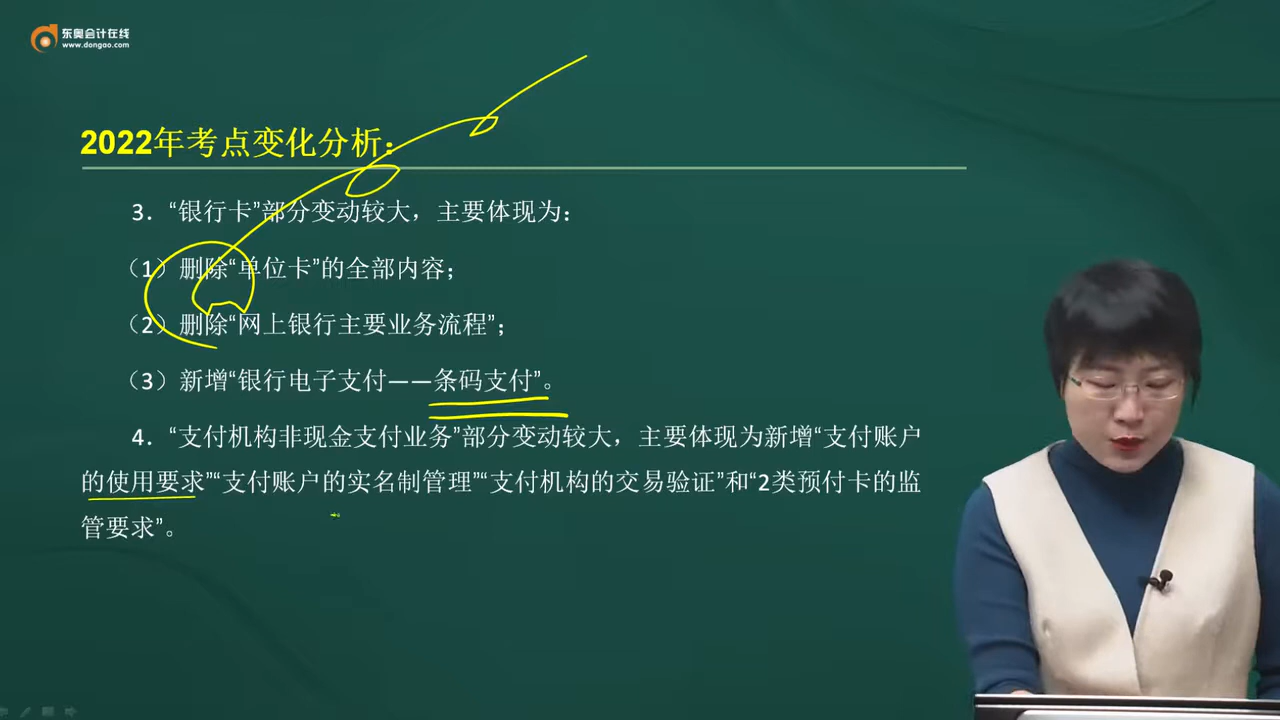 东奥会计在线
www.dongao.com
2022年考点变化分析：
3．“银行卡”部分变动较大，主要体现为：
（1）删除“单位卡”的全部内容；
（2）删除“网上银行主要业务流程”；
（3）新增“银行电子支付——条码支付”。
4．“支付机构非现金支付业务”部分变动较大，主要体现为新增“支付账户
的使用要求”“支付账户的实名制管理”“支付机构的交易验证”和“2类预付卡的监
管要求”。